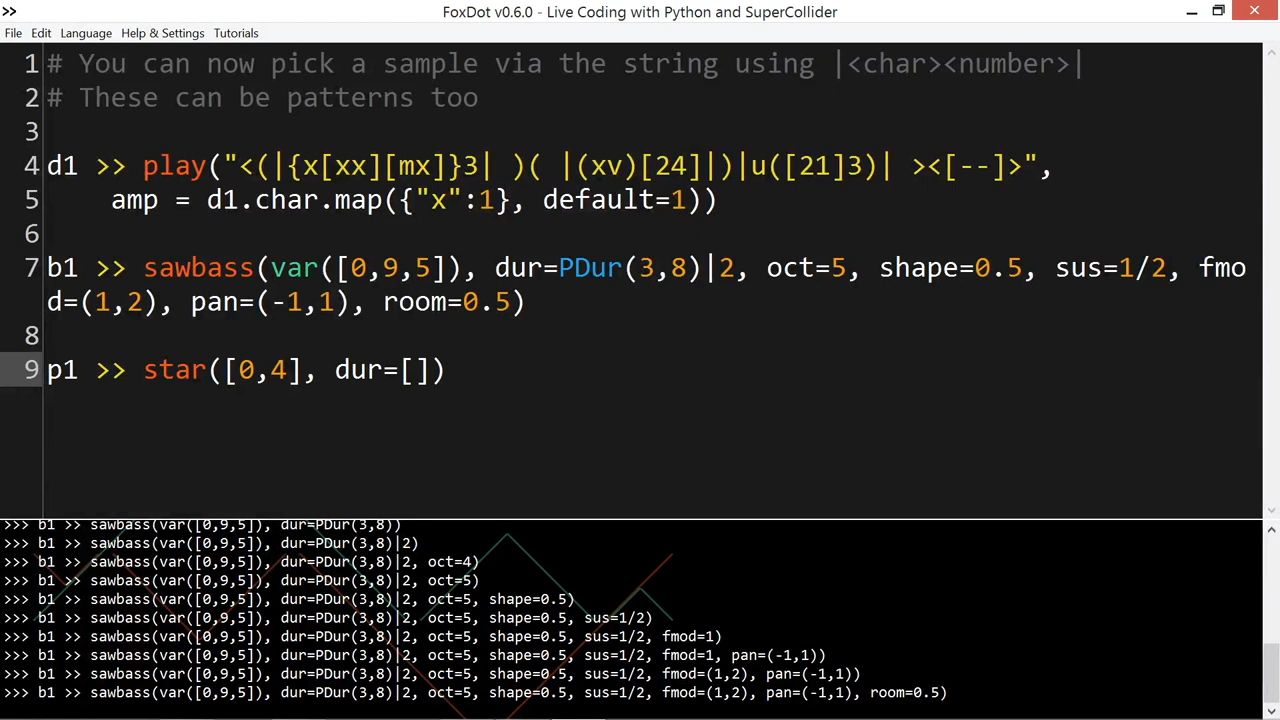 FoxDot v0.6.0 - Live Coding with Python and SuperCollider
File Edit Language Help & Settings Tutorials
1 # You can now pick a sample via the string using |<char><number>|
2 # These can be patterns too
3
4 d1 >> play("<(|{x[xx][mx]}3| )( |(xv)[24]|)|u([21]3)| ><[--]>",
5     amp = d1.char.map({"x":1}, default=1))
6
7 b1 >> sawbass(var([0,9,5]), dur=PDur(3,8)|2, oct=5, shape=0.5, sus=1/2, fmo
d=(1,2), pan=(-1,1), room=0.5)
8
9 p1 >> star([0,4], dur=[])
>>> b1 >> sawbass(var([0,9,5]), dur=PDur(3,8))
>>> b1 >> sawbass(var([0,9,5]), dur=PDur(3,8)|2)
>>> b1 >> sawbass(var([0,9,5]), dur=PDur(3,8)|2, oct=4)
>>> b1 >> sawbass(var([0,9,5]), dur=PDur(3,8)|2, oct=5)
>>> b1 >> sawbass(var([0,9,5]), dur=PDur(3,8)|2, oct=5, shape=0.5)
>>> b1 >> sawbass(var([0,9,5]), dur=PDur(3,8)|2, oct=5, shape=0.5, sus=1/2)
>>> b1 >> sawbass(var([0,9,5]), dur=PDur(3,8)|2, oct=5, shape=0.5, sus=1/2, fmod=1)
>>> b1 >> sawbass(var([0,9,5]), dur=PDur(3,8)|2, oct=5, shape=0.5, sus=1/2, fmod=1, pan=(-1,1))
>>> b1 >> sawbass(var([0,9,5]), dur=PDur(3,8)|2, oct=5, shape=0.5, sus=1/2, fmod=(1,2), pan=(-1,1))
>>> b1 >> sawbass(var([0,9,5]), dur=PDur(3,8)|2, oct=5, shape=0.5, sus=1/2, fmod=(1,2), pan=(-1,1), room=0.5)